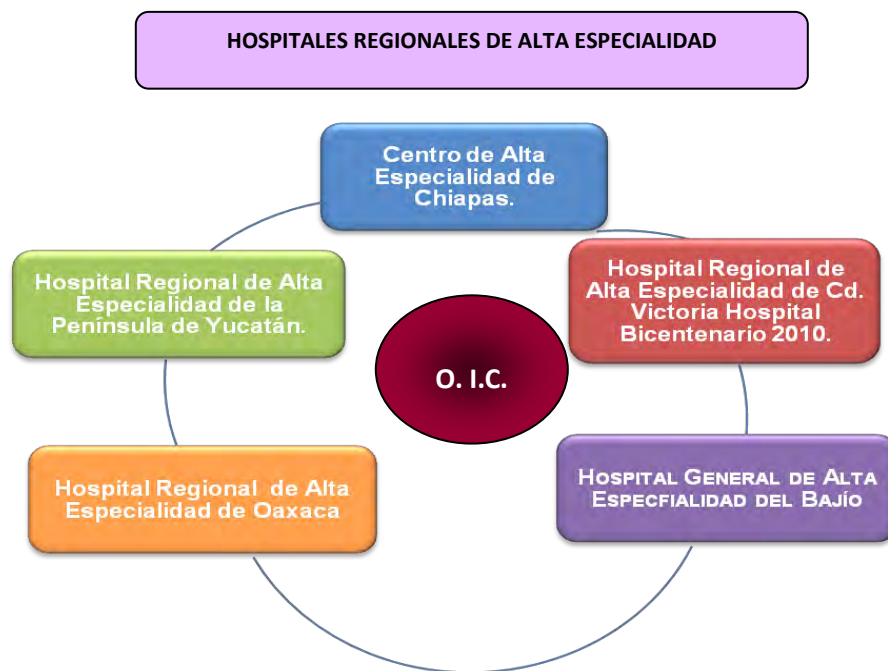 HOSPITALES REGIONALES DE ALTA ESPECIALIDAD
Centro de Alta
Especialidad de
Chiapas.
Hospital Regional de Alta
Especialidad de la
Península de Yucatán.
Hospital Regional de
Alta Especialidad de Cd.
Victoria Hospital
Bicentenario 2010.
O. I.C.
Hospital Regional de Alta
Especialidad de Oaxaca
HOSPITAL GENERAL DE ALTA
ESPECFIALIDAD DEL BAJÍO